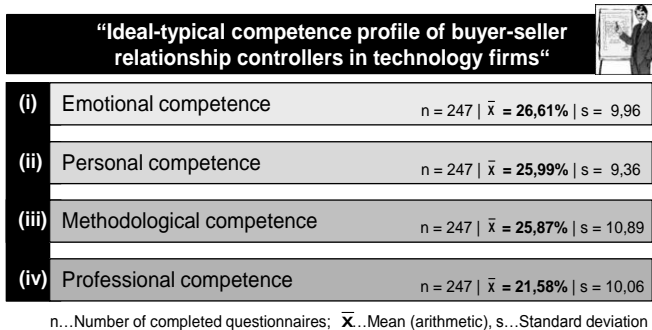 “Ideal-typical competence profile of buyer-seller
relationship controllers in technology firms“
(i) Emotional competence n = 247 | x̅ = 26,61% | s = 9,96
(ii) Personal competence n = 247 | x̅ = 25,99% | s = 9,36
(iii) Methodological competence n = 247 | x̅ = 25,87% | s = 10,89
(iv) Professional competence n = 247 | x̅ = 21,58% | s = 10,06
n…Number of completed questionnaires; x̅…Mean (arithmetic), s…Standard deviation